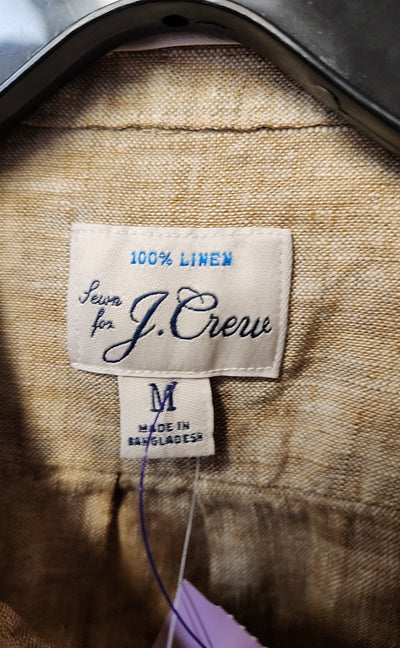 100% LINEN
Sewn
for J.Crew
M
MADE IN
BANGLADESH